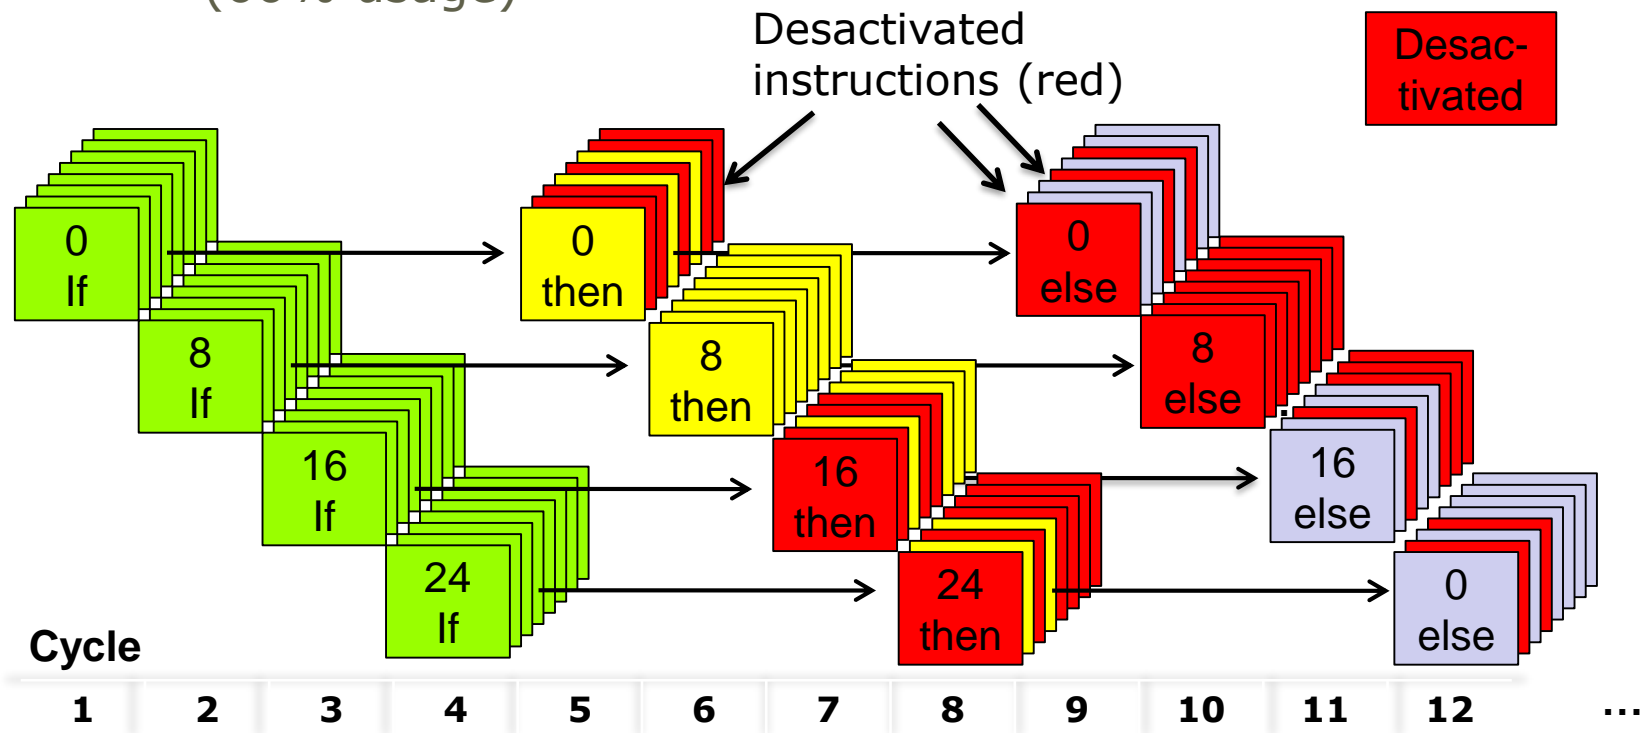 (66% usage)
Desactivated
instructions (red)
Desac-
tivated
0
If
0
then
0
else
8
If
8
then
8
else
16
If
16
then
16
else
24
If
24
then
0
else
Cycle
1 2 3 4 5 6 7 8 9 10 11 12 ...